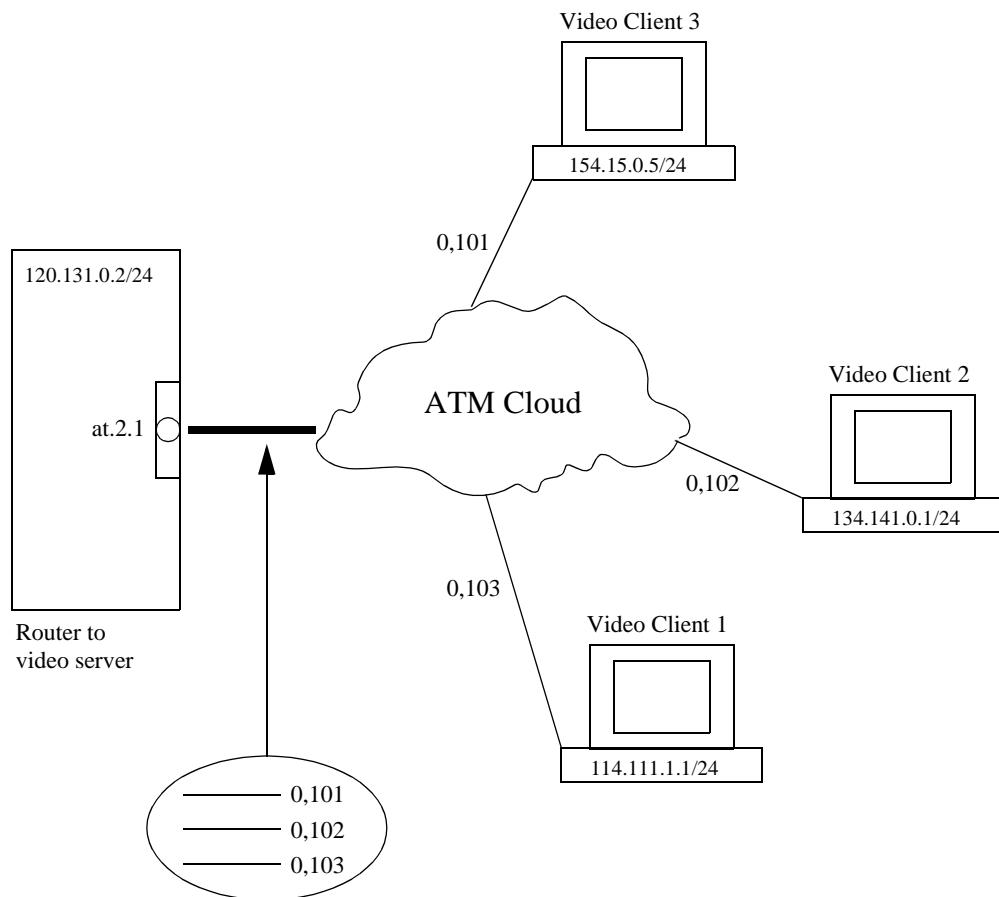 Video Client 3
154.15.0.5/24
0,101
120.131.0.2/24
Video Client 2
ATM Cloud
at.2.1
0,102
134.141.0.1/24
0,103
Video Client 1
Router to
video server
114.111.1.1/24
0,101
0,102
0,103